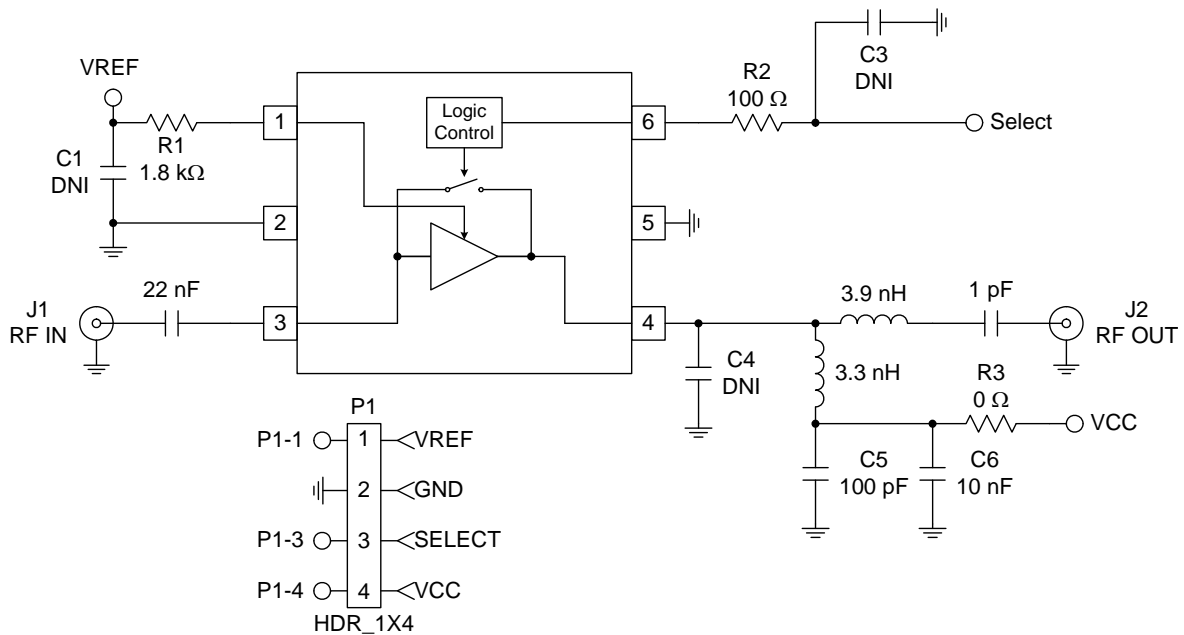 C3
DNI
VREF
R2
100 Ω
1
Logic
Control
6
Select
R1
1.8 kΩ
C1
DNI
2
5
J1
RF IN
22 nF
3
4
3.9 nH
1 pF
J2
RF OUT
C4
DNI
3.3 nH
R3
0 Ω
VCC
C5
100 pF
C6
10 nF
P1
P1-1
1
VREF
2
GND
P1-3
3
SELECT
P1-4
4
VCC
HDR_1X4